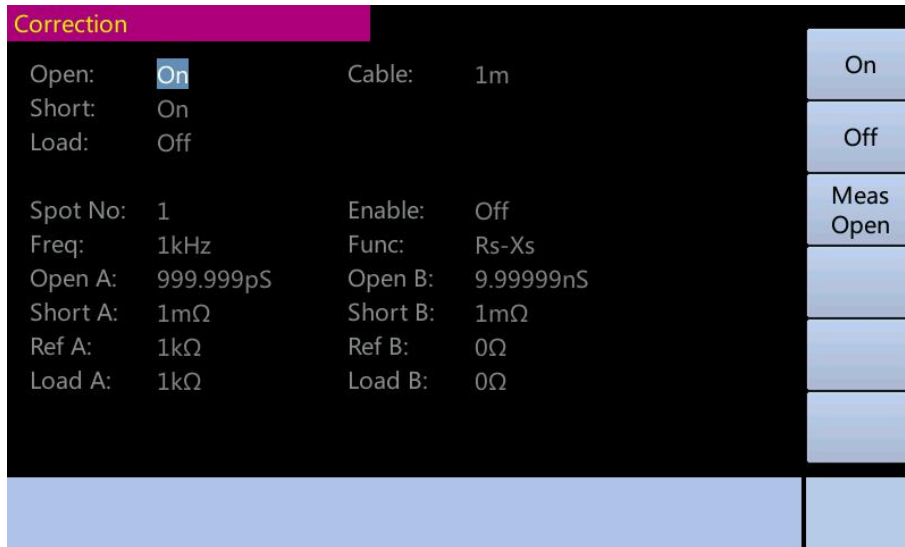 Correction
Open: On Cable: 1m
Short: On
Load: Off
Spot No: 1 Enable: Off
Freq: 1kHz Func: Rs-Xs
Open A: 999.999pS Open B: 9.99999nS
Short A: 1mΩ Short B: 1mΩ
Ref A: 1kΩ Ref B: 0Ω
Load A: 1kΩ Load B: 0Ω
On
Off
Meas
Open